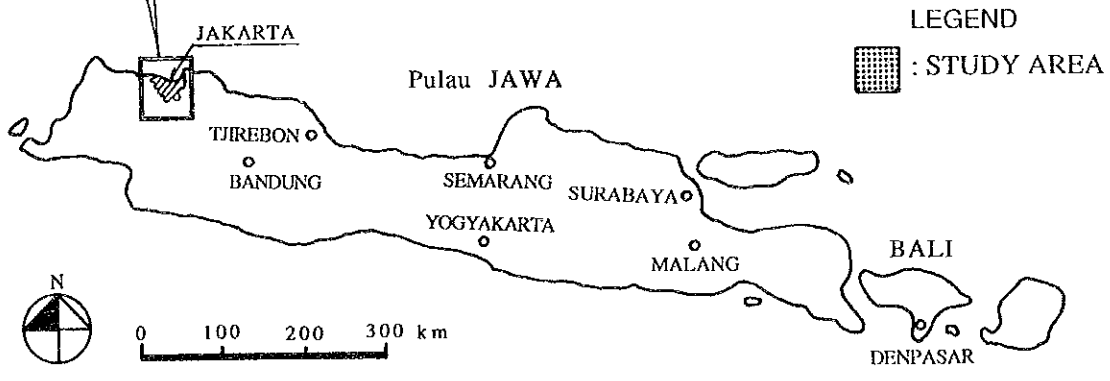 LEGEND
: STUDY AREA
JAKARTA
Pulau JAWA
TJIREBON
BANDUNG
SEMARANG
SURABAYA
YOGYAKARTA
MALANG
BALI
DENPASAR
N
0 100 200 300 km